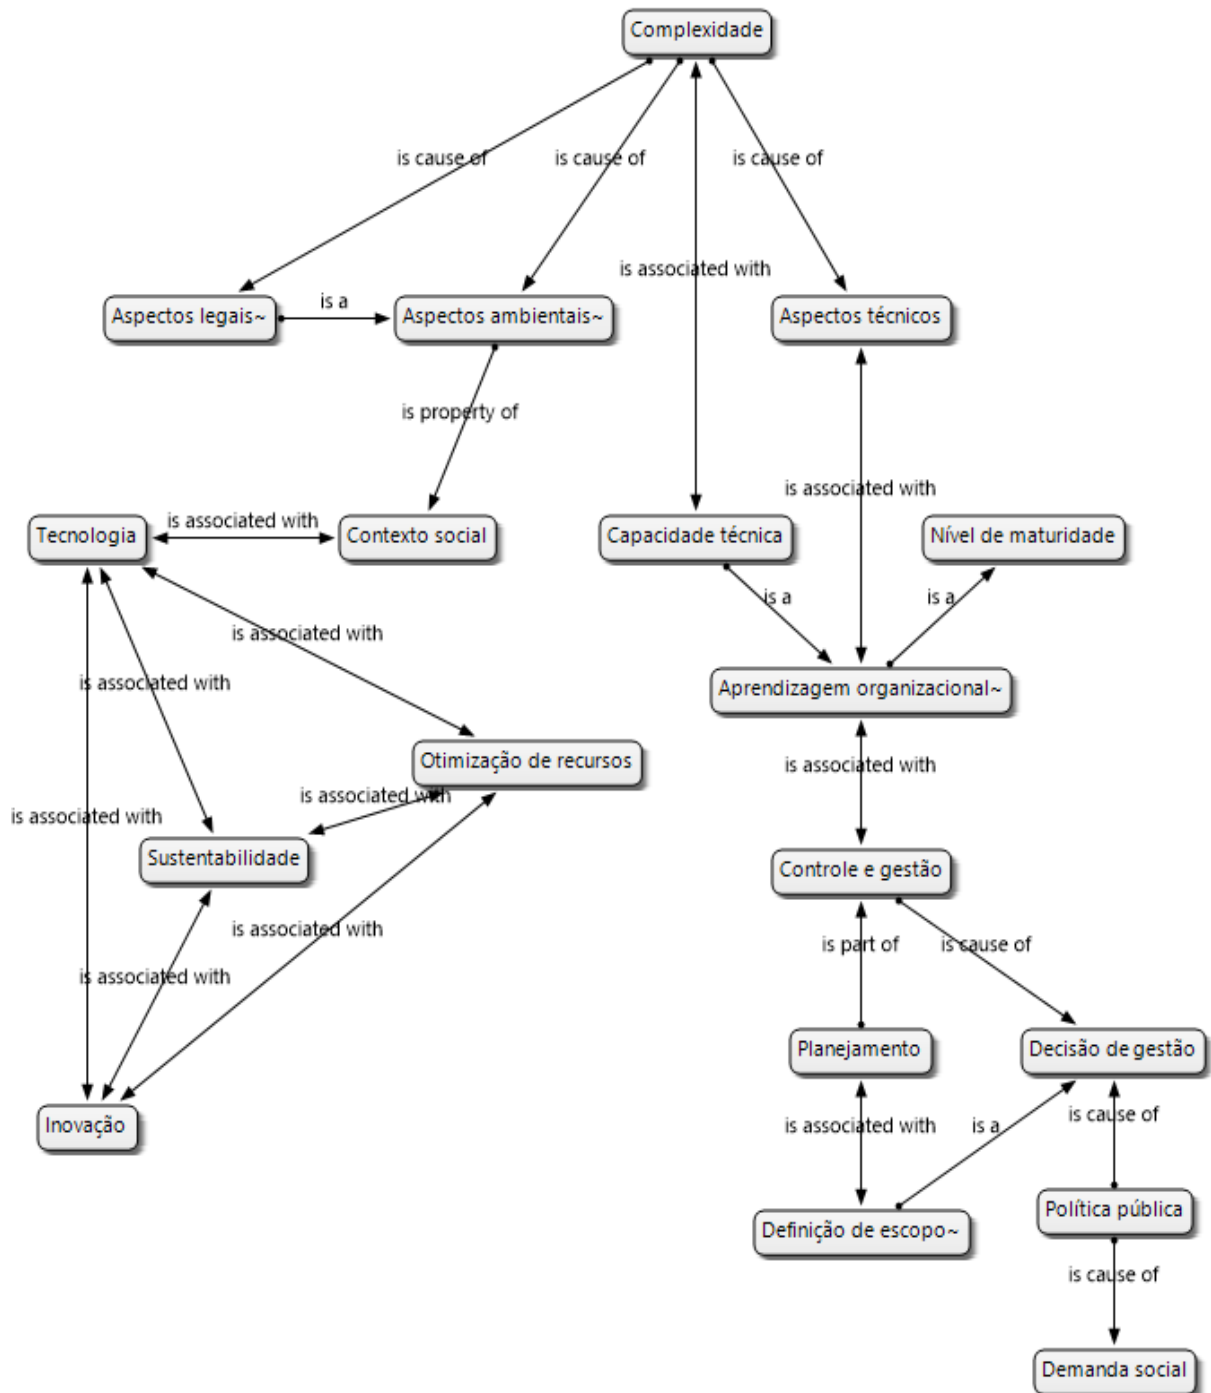 Complexidade
is cause of
is cause of
is cause of
is associated with
Aspectos legais~
is a
Aspectos ambientais~
Aspectos técnicos
is property of
is associated with
Tecnologia
is associated with
Contexto social
Capacidade técnica
Nível de maturidade
is a
is a
is associated with
is associated with
Aprendizagem organizacional~
Otimização de recursos
is associated with
is associated with
is associated with
Sustentabilidade
Controle e gestão
is associated with
is part of
is cause of
is associated with
Planejamento
Decisão de gestão
Inovação
is associated with
is a
is cause of
Política pública
Definição de escopo~
is cause of
Demanda social